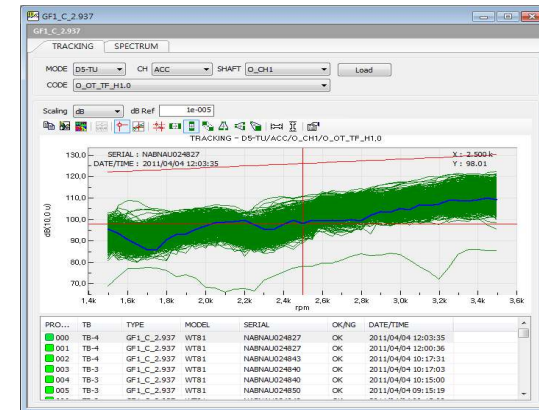 GF1_C_2.937
GF1_C_2.937
TRACKING SPECTRUM
MODE D5-TU CH ACC SHAFT O_CH1 Load
CODE O_OT_TF_H1.0
Scaling dB dB Ref 1e-005
TRACKING - D5-TU/ACC/O_CH1/O_OT_TF_H1.0
SERIAL : NABNAU024827 X : 2.500 k
DATE/TIME : 2011/04/04 12:03:35 Y : 98.01
130.0
120.0
110.0
100.0
90.0
80.0
70.0
dB(10,0 u)
1,4k 1,6k 1,8k 2,0k 2,2k 2,4k 2,6k 2,8k 3,0k 3,2k 3,4k 3,6k
rpm
PRO... TB TYPE MODEL SERIAL OK/NG DATE/TIME
000 TB-4 GF1_C_2.937 WT81 NABNAU024827 OK 2011/04/04 12:03:35
001 TB-4 GF1_C_2.937 WT81 NABNAU024827 OK 2011/04/04 12:00:36
002 TB-4 GF1_C_2.937 WT81 NABNAU024843 OK 2011/04/04 10:17:31
003 TB-3 GF1_C_2.937 WT81 NABNAU024840 OK 2011/04/04 10:17:03
004 TB-3 GF1_C_2.937 WT81 NABNAU024840 OK 2011/04/04 10:15:00
005 TB-4 GF1_C_2.937 WT81 NABNAU024850 OK 2011/04/04 09:15:19